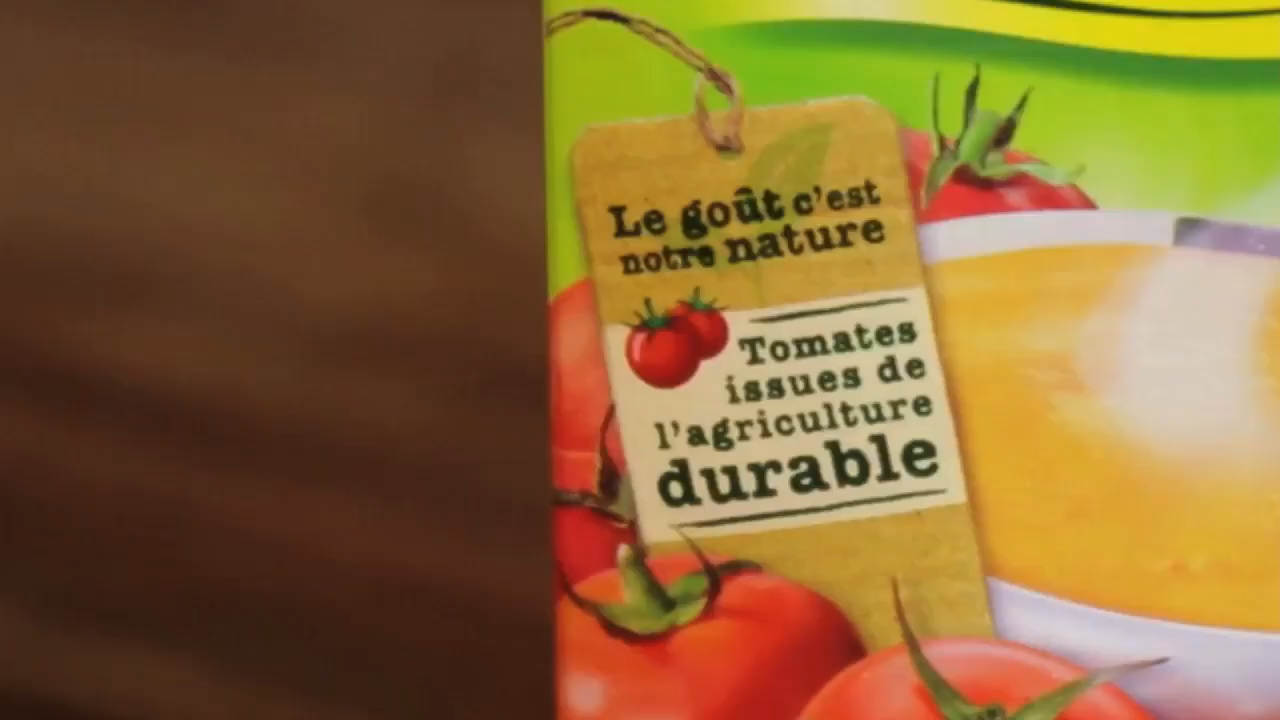 Le goût c'est
notre nature
Tomates
issues de
l'agriculture
durable